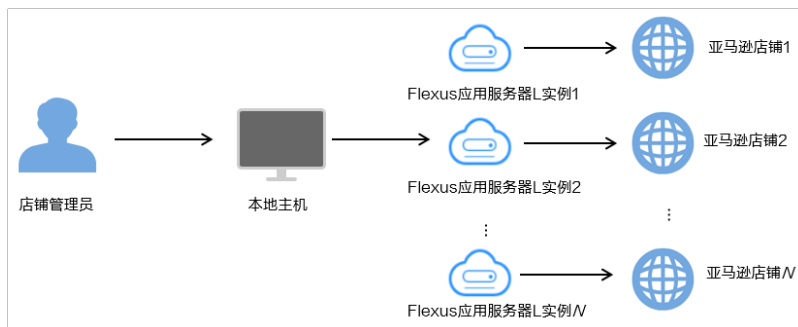 亚马逊店铺1
Flexus应用服务器L实例1
亚马逊店铺2
Flexus应用服务器L实例2
店铺管理员
本地主机
⋮
⋮
亚马逊店铺N
Flexus应用服务器L实例N